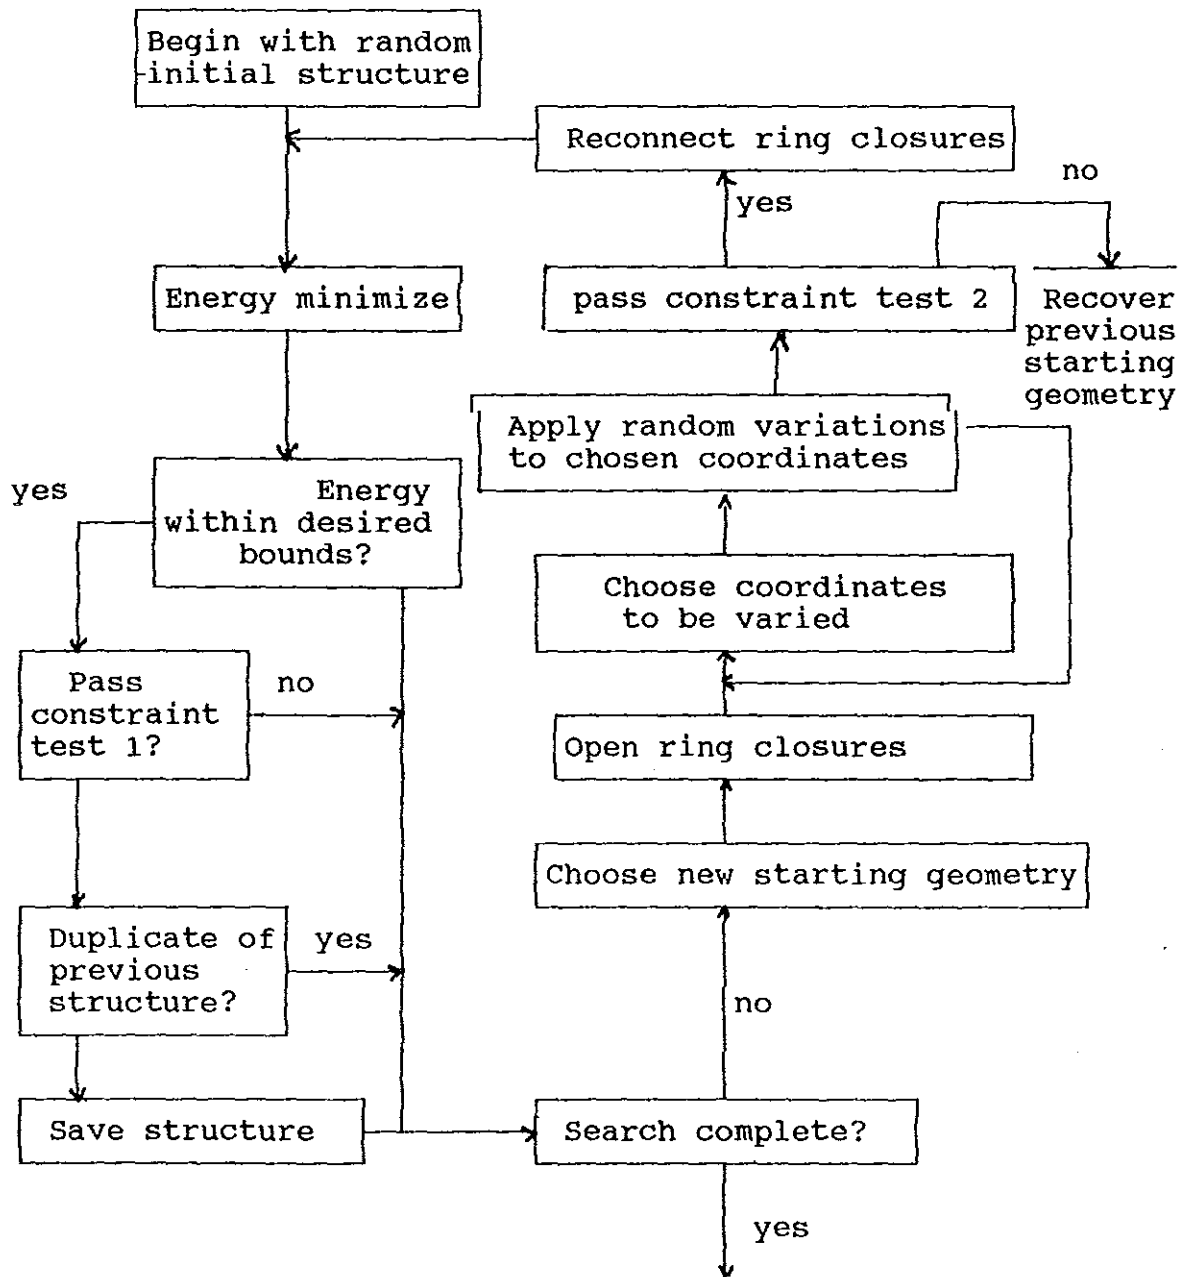 Begin with random
initial structure
Reconnect ring closures
no
yes
Energy minimize
pass constraint test 2
Recover
previous
starting
geometry
Apply random variations
to chosen coordinates
yes
Energy
within desired
bounds?
Choose coordinates
to be varied
Pass
constraint
test 1?
no
Open ring closures
Choose new starting geometry
Duplicate of
previous
structure?
yes
no
Save structure
Search complete?
yes